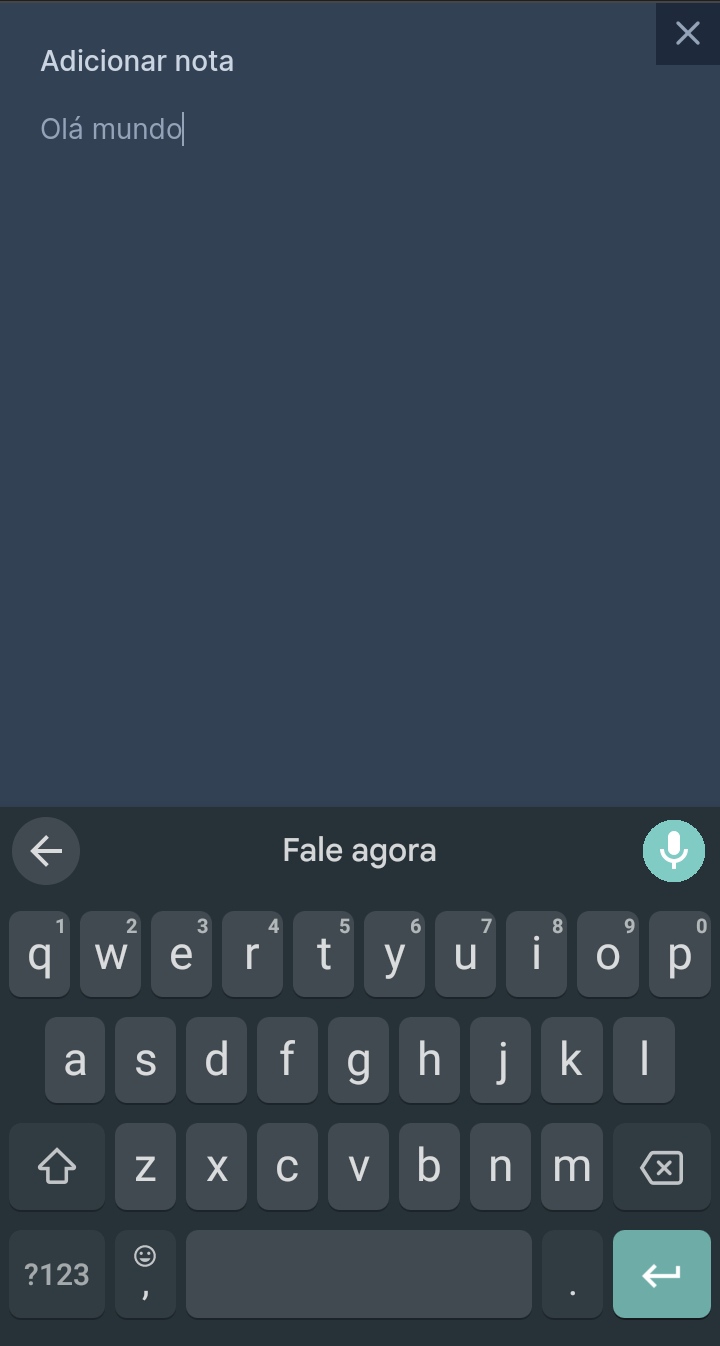 Adicionar nota
Olá mundo
Fale agora
1 2 3 4 5 6 7 8 9 0
q w e r t y u i o p
a s d f g h j k l
z x c v b n m
?123 , .